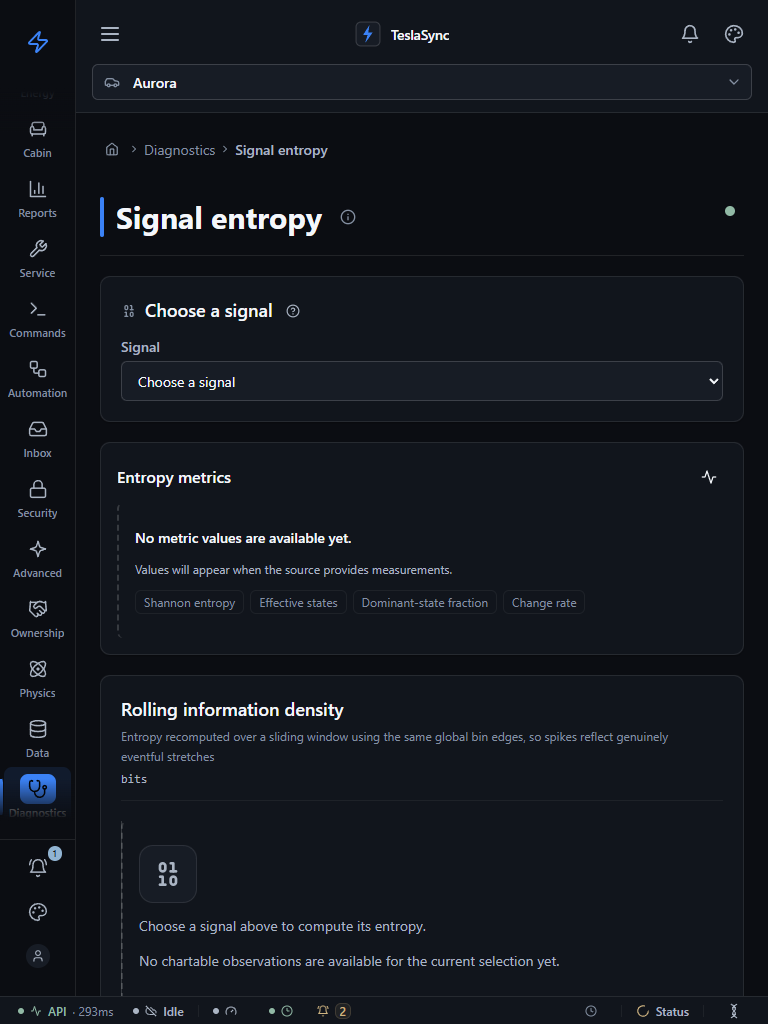 TeslaSync
Aurora
Energy
Cabin
Reports
Service
Commands
Automation
Inbox
Security
Advanced
Ownership
Physics
Data
Diagnostics
1
Diagnostics
Signal entropy
Signal entropy
01
10
Choose a signal
Signal
Choose a signal
Entropy metrics
No metric values are available yet.
Values will appear when the source provides measurements.
Shannon entropy
Effective states
Dominant-state fraction
Change rate
Rolling information density
Entropy recomputed over a sliding window using the same global bin edges, so spikes reflect genuinely
eventful stretches
bits
01
10
Choose a signal above to compute its entropy.
No chartable observations are available for the current selection yet.
API · 293ms
Idle
2
Status